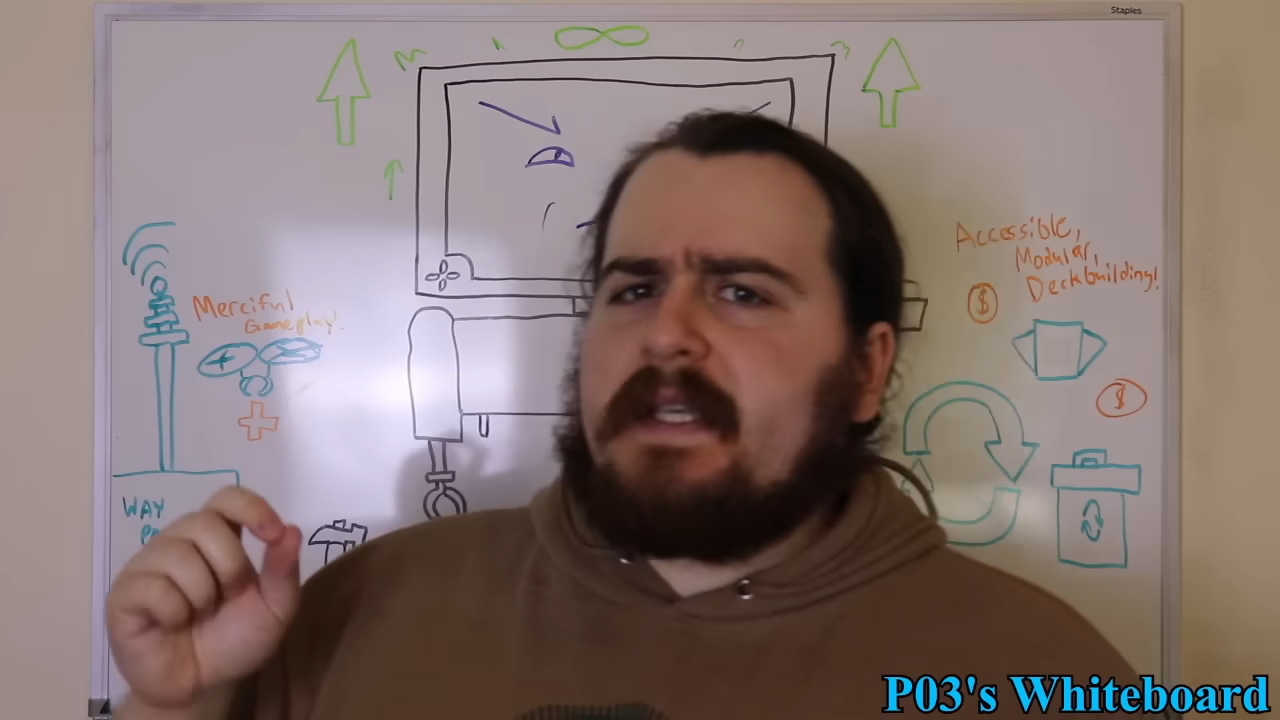 Staples
Merciful
Gameplay!
Accessible,
Modular,
Deckbuilding!
$
$
WAY
P03's Whiteboard